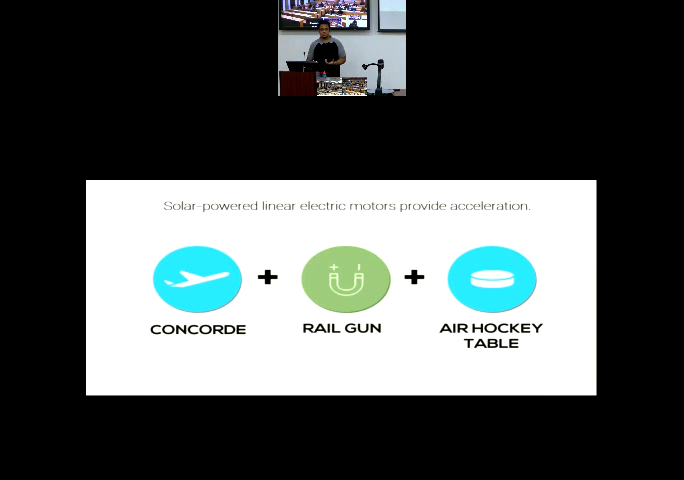 Solar-powered linear electric motors provide acceleration.
+ +
CONCORDE RAIL GUN AIR HOCKEY
TABLE